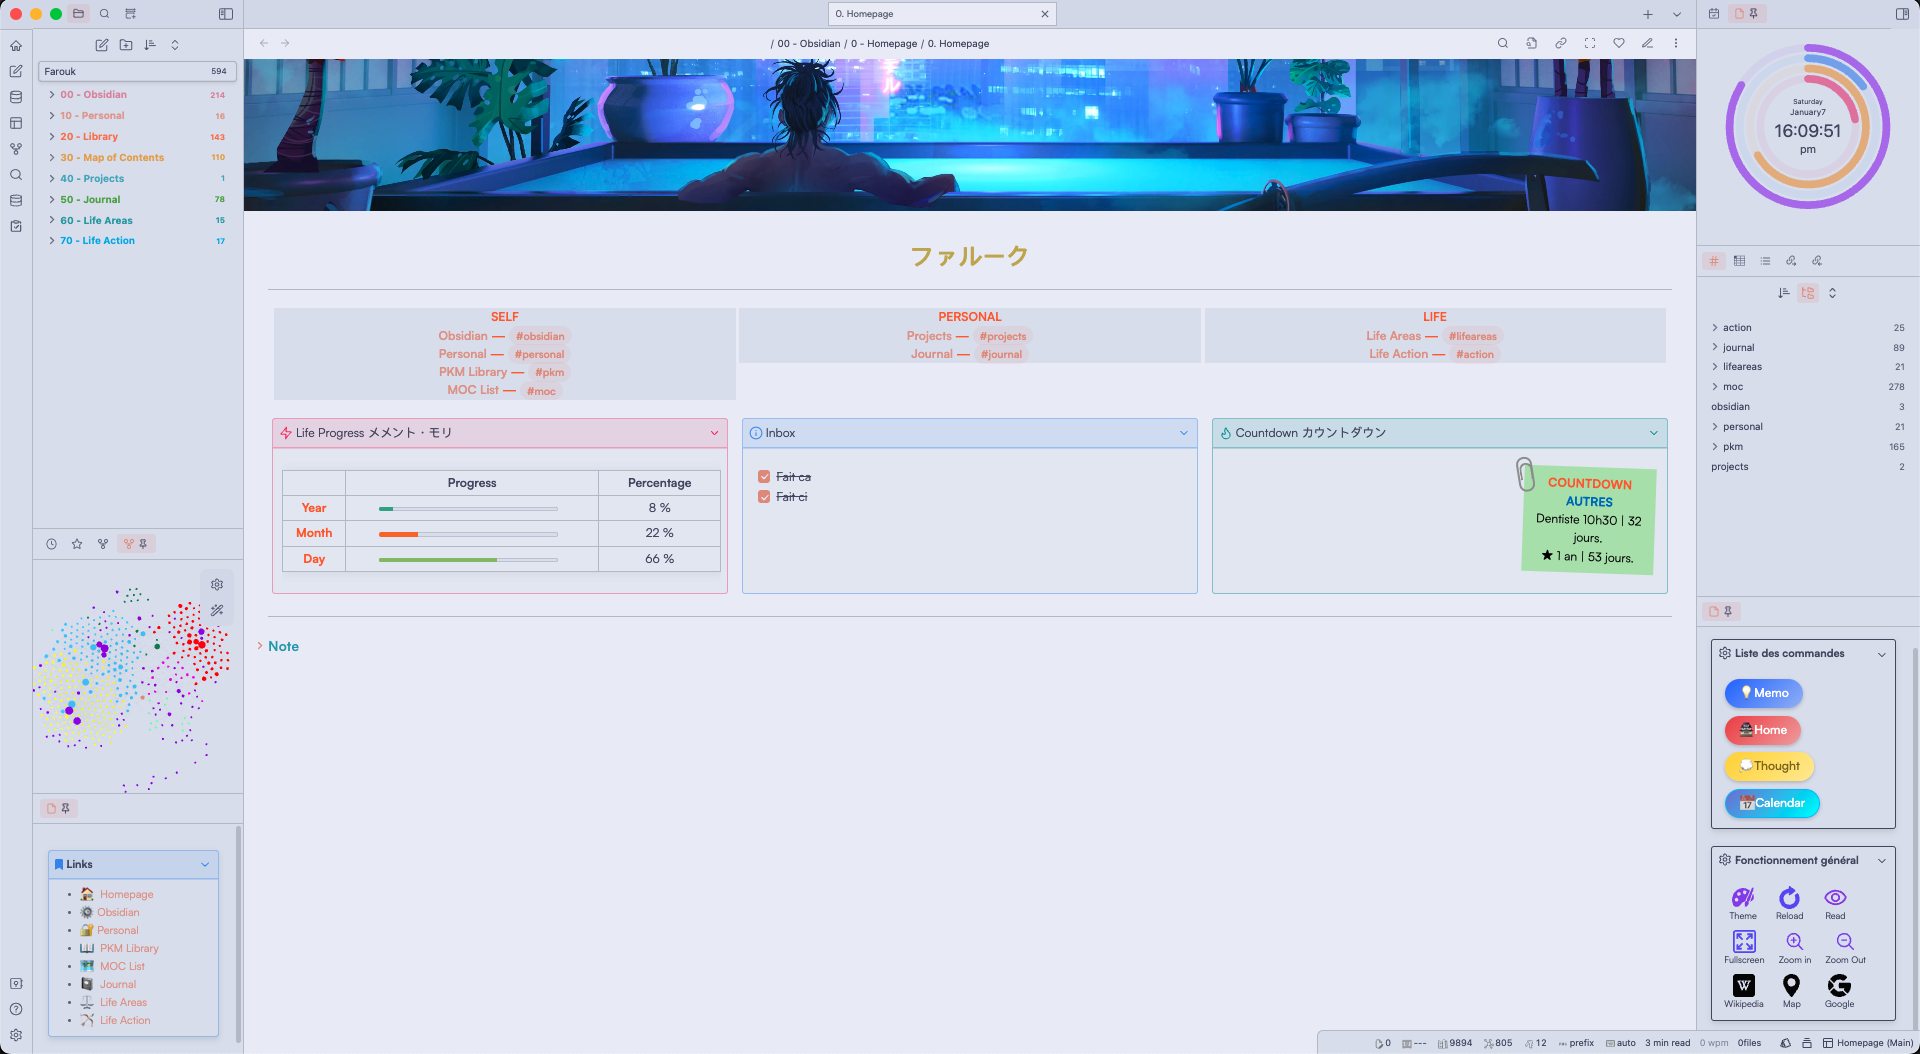 0. Homepage
/ 00 - Obsidian / 0 - Homepage / 0. Homepage
Farouk 594
00 - Obsidian 214
10 - Personal 16
20 - Library 143
30 - Map of Contents 110
40 - Projects 1
50 - Journal 78
60 - Life Areas 15
70 - Life Action 17
Links
Homepage
Obsidian
Personal
PKM Library
MOC List
Journal
Life Areas
Life Action
ル
ファルーク
SELF
Obsidian — #obsidian
Personal — #personal
PKM Library — #pkm
MOC List — #moc
PERSONAL
Projects — #projects
Journal — #journal
LIFE
Life Areas — #lifeareas
Life Action — #action
Life Progress メメント・モリ
Progress Percentage
Year 8 %
Month 22 %
Day 66 %
Inbox
Fait ca
Fait ci
Countdown カウントダウン
COUNTDOWN
AUTRES
Dentiste 10h30 | 32
jours.
★ 1 an | 53 jours.
Note
Saturday
January7
16:09:51
pm
action 25
journal 89
lifeareas 21
moc 278
obsidian 3
personal 21
pkm 165
projects 2
Liste des commandes
Memo
Home
Thought
Calendar
Fonctionnement général
Theme Reload Read
Fullscreen Zoom in Zoom Out
W
Wikipedia Map Google
0 --- 9894 805 12 prefix auto 3 min read 0 wpm 0files Homepage (Main)